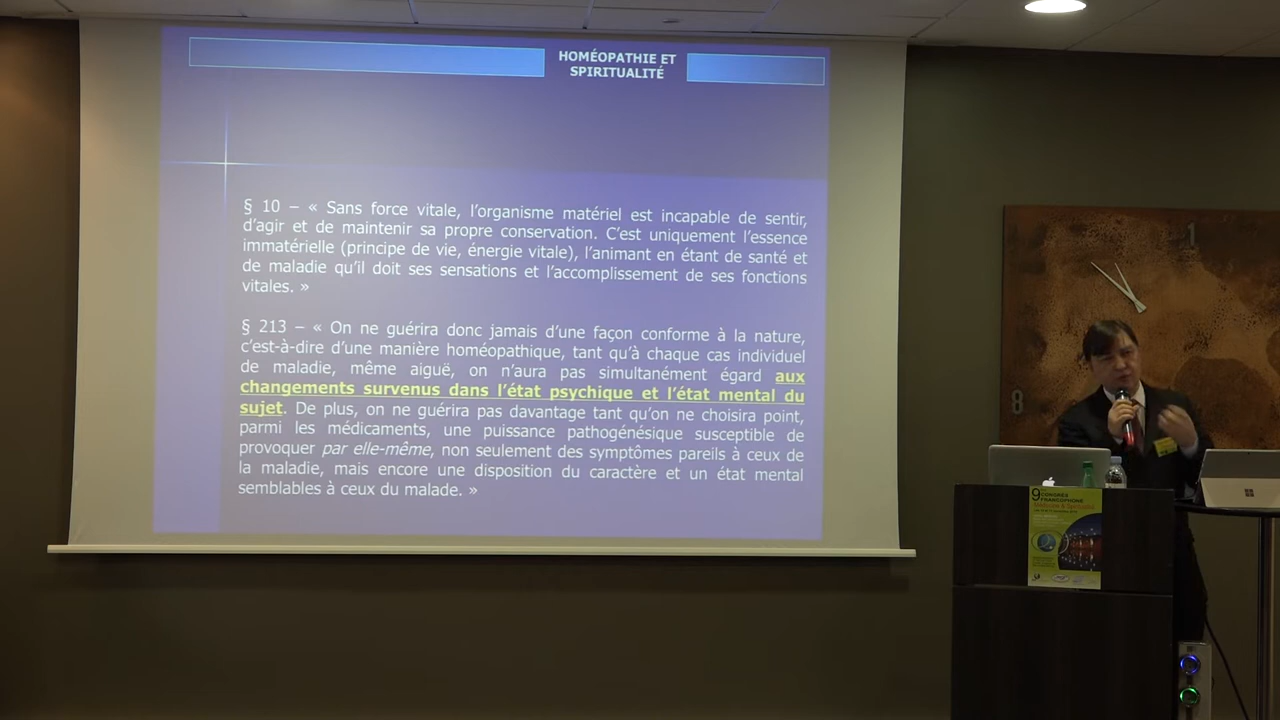 HOMÉOPATHIE ET
SPIRITUALITÉ
§ 10 – « Sans force vitale, l'organisme matériel est incapable de sentir,
d'agir et de maintenir sa propre conservation. C'est uniquement l'essence
immatérielle (principe de vie, énergie vitale), l'animant en étant de santé et
de maladie qu'il doit ses sensations et l'accomplissement de ses fonctions
vitales. »
§ 213 – « On ne guérira donc jamais d'une façon conforme à la nature,
c'est-à-dire d'une manière homéopathique, tant qu'à chaque cas individuel
de maladie, même aiguë, on n'aura pas simultanément égard aux
changements survenus dans l'état psychique et l'état mental du
sujet. De plus, on ne guérira pas davantage tant qu'on ne choisira point,
parmi les médicaments, une puissance pathogénésique susceptible de
provoquer par elle-même, non seulement des symptômes pareils à ceux de
la maladie, mais encore une disposition du caractère et un état mental
semblables à ceux du malade. »
1
8
9
CONGRES
FRANCOPHONE
Médecine & Spiritualité